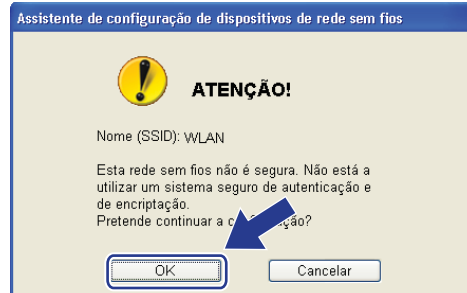 Assistente de configuração de dispositivos de rede sem fios
ATENÇÃO!
Nome (SSID): WLAN
Esta rede sem fios não é segura. Não está a
utilizar um sistema seguro de autenticação e
de encriptação.
Pretende continuar a
OK
Cancelar